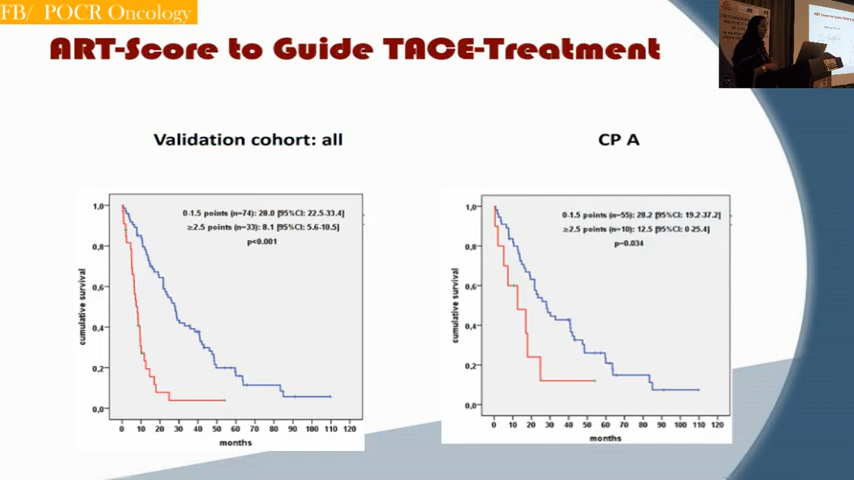 FB/ POCR Oncology
ART-Score to Guide TACE-Treatment
Validation cohort: all
CP A
0-1.5 points (n=74): 28.0 [95%CI: 22.5-33.4]
≥2.5 points (n=33): 8.1 [95%CI: 5.6-10.5]
p<0.001
cumulative survival
1,0
0,8
0,6
0,4
0,2
0,0
0 10 20 30 40 50 60 70 80 90 100 110 120
months
0-1.5 points (n=55): 28.2 [95%CI: 19.2-37.2]
≥2.5 points (n=10): 12.5 [95%CI: 0-25.4]
p=0.034
cumulative survival
1,0
0,8
0,6
0,4
0,2
0,0
0 10 20 30 40 50 60 70 80 90 100 110 120
months